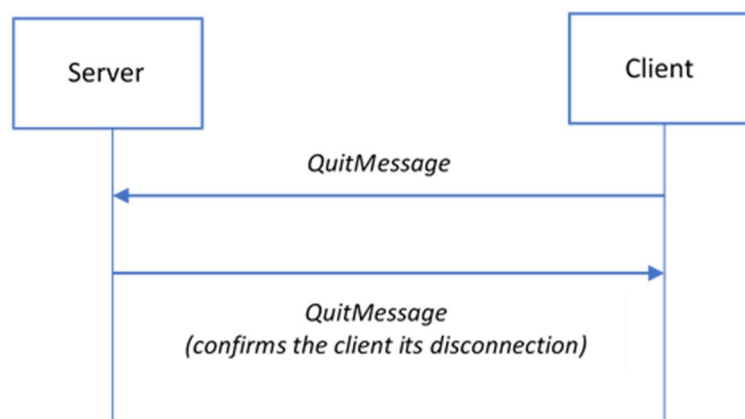 Server
Client
QuitMessage
QuitMessage
(confirms the client its disconnection)